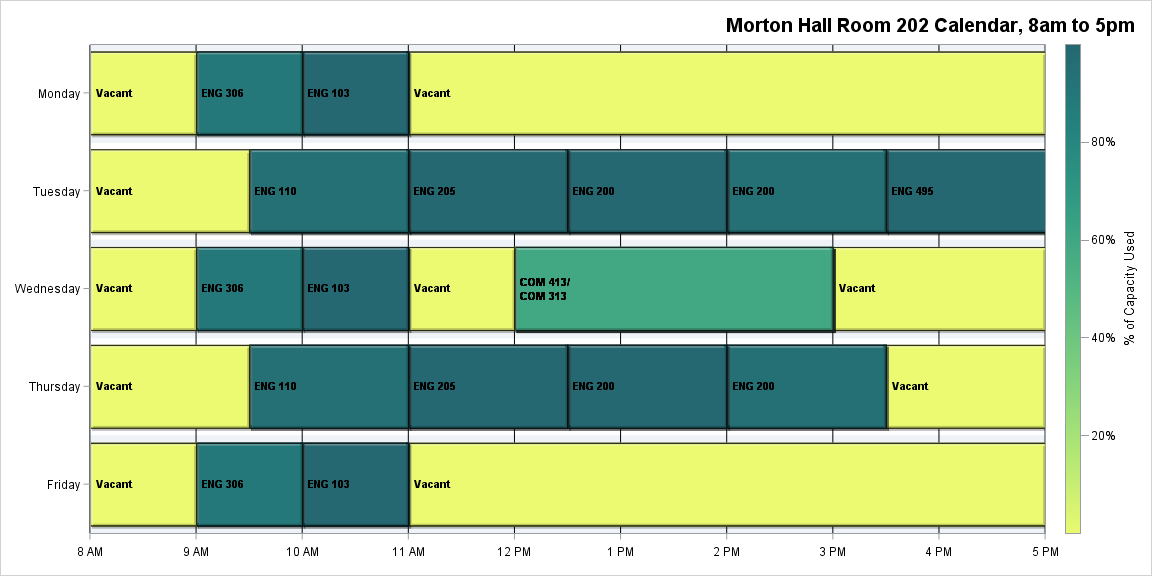 Morton Hall Room 202 Calendar, 8am to 5pm
Monday
Vacant
ENG 306
ENG 103
Vacant
Tuesday
Vacant
ENG 110
ENG 205
ENG 200
ENG 200
ENG 495
Wednesday
Vacant
ENG 306
ENG 103
Vacant
COM 413/
COM 313
Vacant
Thursday
Vacant
ENG 110
ENG 205
ENG 200
ENG 200
Vacant
Friday
Vacant
ENG 306
ENG 103
Vacant
8 AM
9 AM
10 AM
11 AM
12 PM
1 PM
2 PM
3 PM
4 PM
5 PM
80%
60%
40%
20%
% of Capacity Used